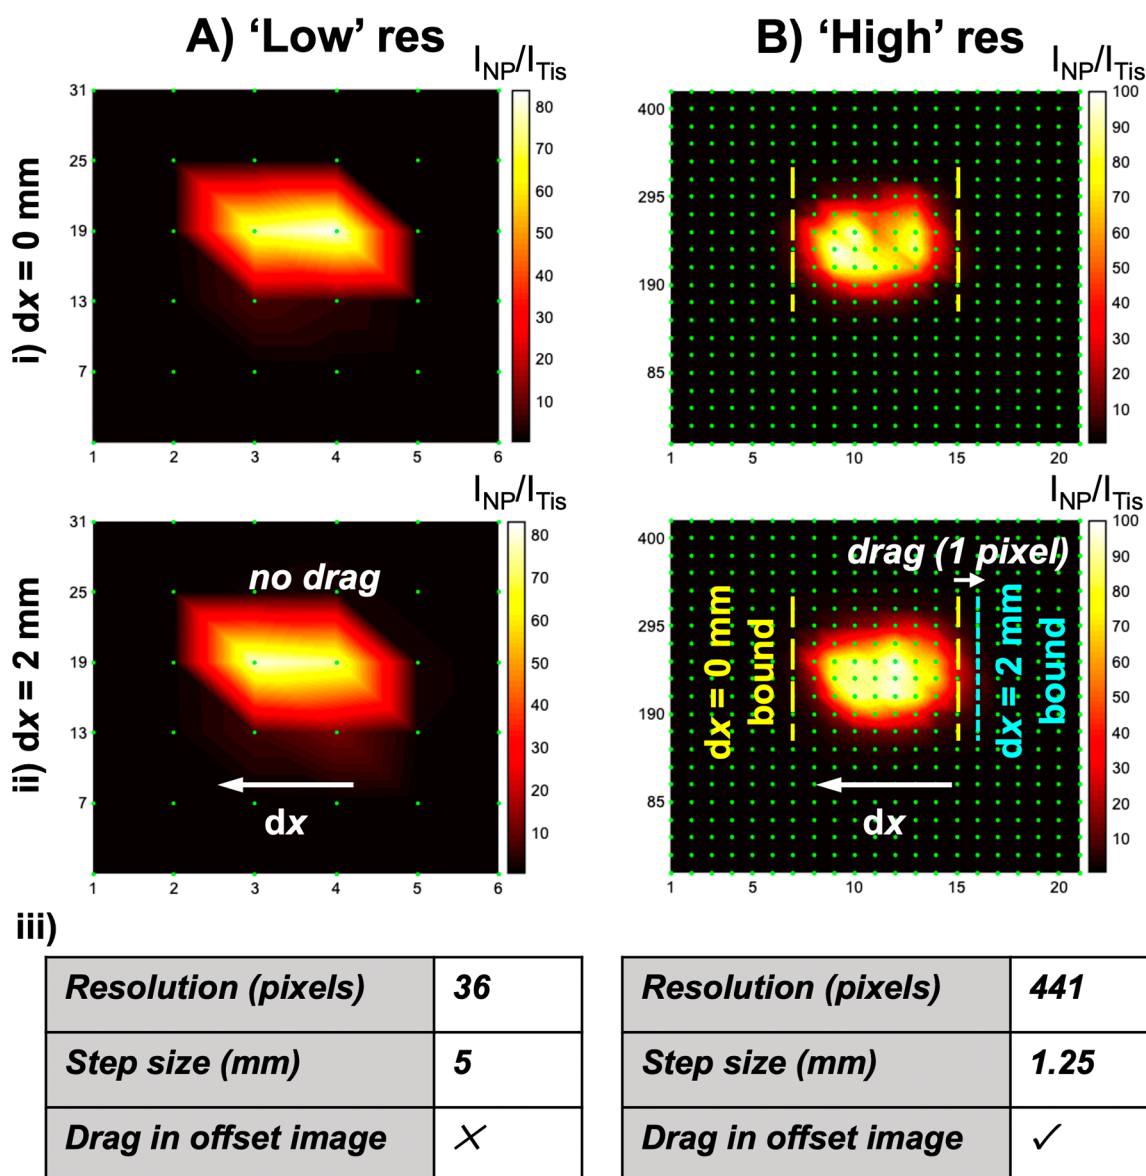 A) ‘Low’ res
B) ‘High’ res
i) dx = 0 mm
I_NP/I_Tis
31
25
19
13
7
1 2 3 4 5 6
80
70
60
50
40
30
20
10
I_NP/I_Tis
400
295
190
85
1 5 10 15 20
100
90
80
70
60
50
40
30
20
10
ii) dx = 2 mm
I_NP/I_Tis
31
25
19
13
7
1 2 3 4 5 6
no drag
dx
80
70
60
50
40
30
20
10
I_NP/I_Tis
400
295
190
85
1 5 10 15 20
drag (1 pixel)
dx = 0 mm
bound
dx = 2 mm
bound
dx
100
90
80
70
60
50
40
30
20
10
iii)
Resolution (pixels) 36
Step size (mm) 5
Drag in offset image ✕
Resolution (pixels) 441
Step size (mm) 1.25
Drag in offset image ✓